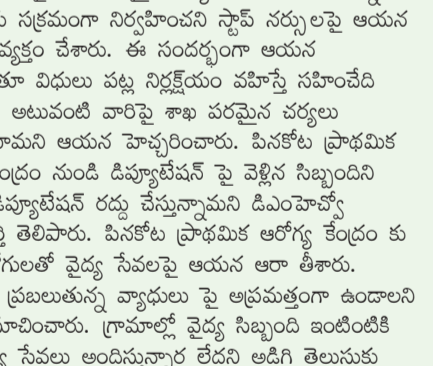 సక్రమంగా నిర్వహించని స్టాప్ నర్సులపై ఆయన
వ్యక్తం చేశారు. ఈ సందర్భంగా ఆయన
తూ విధులు పట్ల నిర్లక్ష్యం వహిస్తే సహించేది
అటువంటి వారిపై శాఖ పరమైన చర్యలు
మని ఆయన హెచ్చరించారు. పినకోట ప్రాథమిక
ంద్రం నుండి డిప్యూటేషన్ పై వెళ్లిన సిబ్బందిని
డిప్యూటేషన్ రద్దు చేస్తున్నామని డిఎంహెచ్వో
తెలిపారు. పినకోట ప్రాథమిక ఆరోగ్య కేంద్రం కు
గులతో వైద్య సేవలపై ఆయన ఆరా తీశారు.
ప్రబలుతున్న వ్యాధులు పై అప్రమత్తంగా ఉండాలని
చించారు. గ్రామాల్లో వైద్య సిబ్బంది ఇంటింటికి
సేవలు అందిస్తున్నార లేదని అడిగి తెలుసుకు